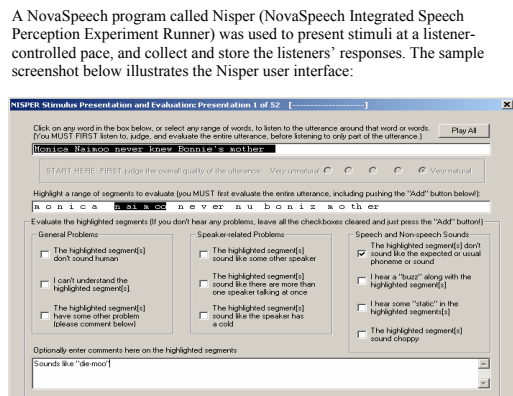 A NovaSpeech program called Nisper (NovaSpeech Integrated Speech
Perception Experiment Runner) was used to present stimuli at a listener-
controlled pace, and collect and store the listeners' responses. The sample
screenshot below illustrates the Nisper user interface:
NISPER Stimulus Presentation and Evaluation: Presentation 1 of 52 [--------------------]
Click on any word in the box below, or select any range of words, to listen to the utterance around that word or words.
(You MUST FIRST listen to, judge, and evaluate the entire utterance, before listening to only part of the utterance.)
Play All
Monica Naimoo never knew Bonnie's mother
START HERE: FIRST judge the overall quality of the utterance: Very unnatural Very natural
Highlight a range of segments to evaluate (you MUST first evaluate the entire utterance, including pushing the "Add" button below!):
m o n i c a n ai m oo n e v er n u b o n i z m o th er
Evaluate the highlighted segments (If you don't hear any problems, leave all the checkboxes cleared and just press the "Add" button!)
General Problems
The highlighted segment(s)
don't sound human
I can't understand the
highlighted segment(s)
The highlighted segment(s)
have some other problem
(please comment below)
Speaker-related Problems
The highlighted segment(s)
sound like some other speaker
The highlighted segment(s)
sound like there are more than
one speaker talking at once
The highlighted segment(s)
sound like the speaker has
a cold
Speech and Non-speech Sounds
The highlighted segment(s) don't
sound like the expected or usual
phoneme or sound
I hear a "buzz" along with the
highlighted segment(s)
I hear some "static" in the
highlighted segments(s)
The highlighted segment(s)
sound choppy
Optionally enter comments here on the highlighted segments
Sounds like "die-moo"